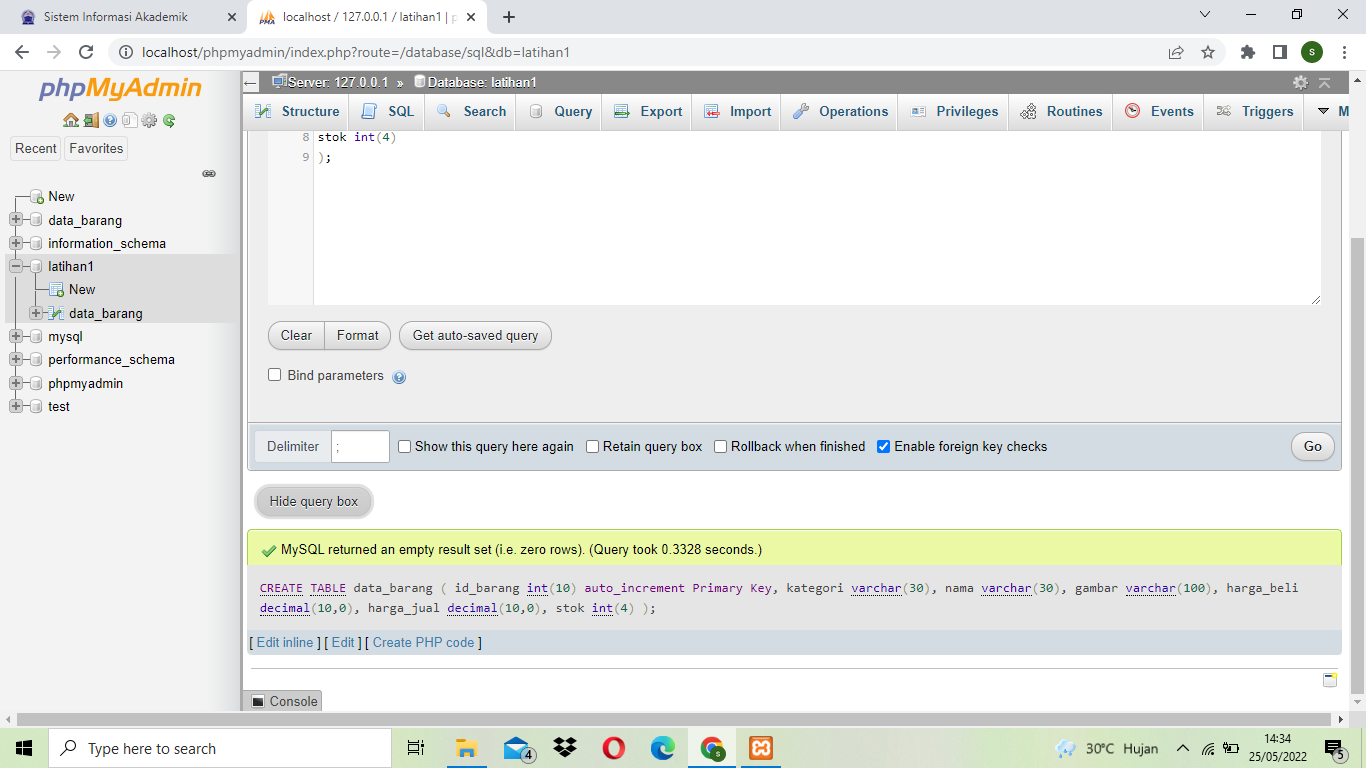 Sistem Informasi Akademik
localhost / 127.0.0.1 / latihan1 | p
localhost/phpmyadmin/index.php?route=/database/sql&db=latihan1
s
phpMyAdmin
Recent
Favorites
New
data_barang
information_schema
latihan1
New
data_barang
mysql
performance_schema
phpmyadmin
test
Server: 127.0.0.1 » Database: latihan1
Structure SQL Search Query Export Import Operations Privileges Routines Events Triggers M
8 stok int(4)
9 );
Clear Format Get auto-saved query
Bind parameters
Delimiter ; Show this query here again Retain query box Rollback when finished Enable foreign key checks Go
Hide query box
MySQL returned an empty result set (i.e. zero rows). (Query took 0.3328 seconds.)
CREATE TABLE data_barang ( id_barang int(10) auto_increment Primary Key, kategori varchar(30), nama varchar(30), gambar varchar(100), harga_beli
decimal(10,0), harga_jual decimal(10,0), stok int(4) );
[ Edit inline ] [ Edit ] [ Create PHP code ]
Console
Type here to search
4
s
30°C Hujan
14:34
25/05/2022
5